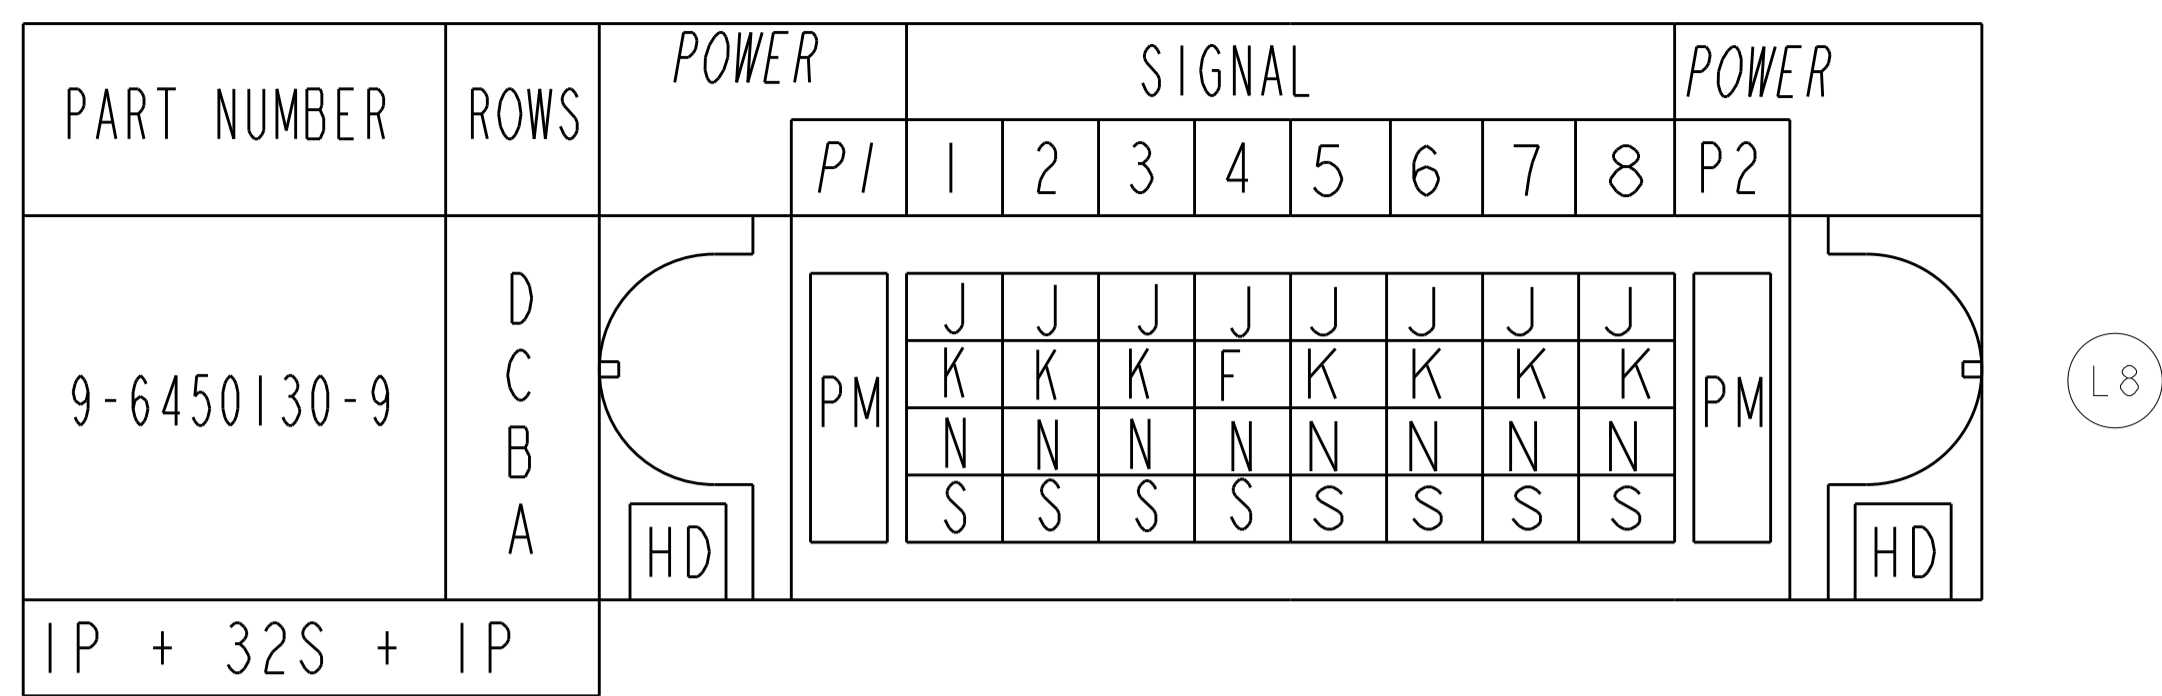 PART NUMBER ROWS POWER SIGNAL POWER
P1 1 2 3 4 5 6 7 8 P2
9-6450130-9
D J J J J J J J J
C K K K F K K K K
PM PM
B N N N N N N N N
A S S S S S S S S
HD HD
L8
1P + 32S + 1P